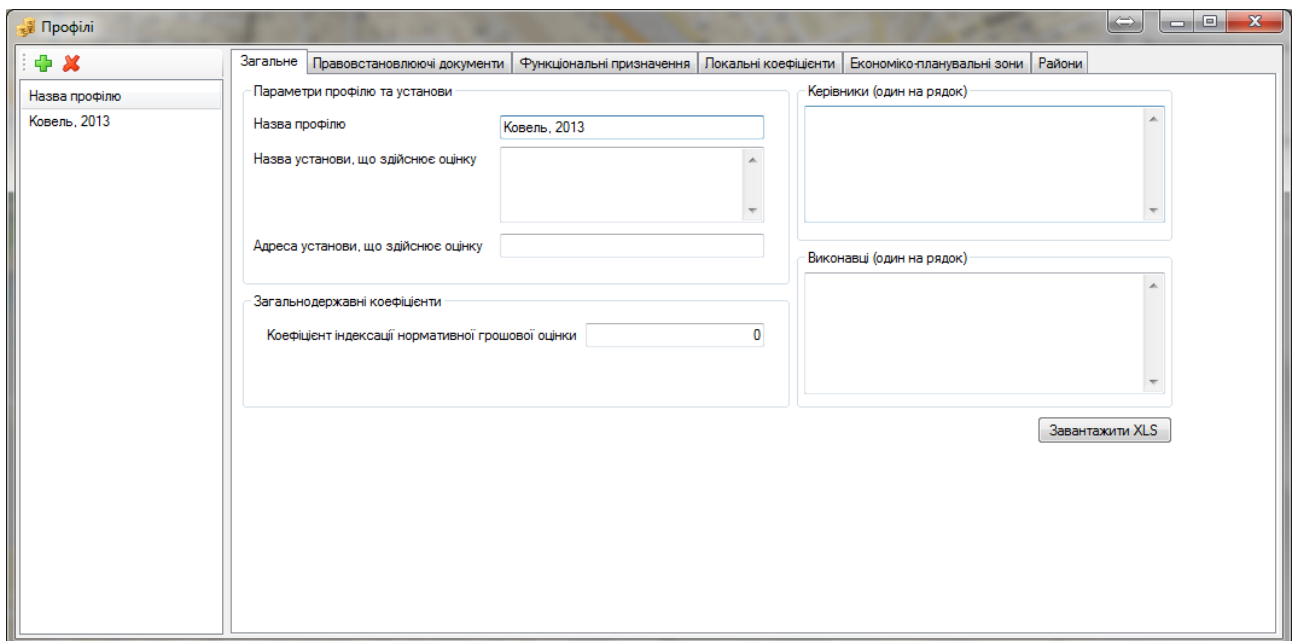 Профілі
Назва профілю
Ковель, 2013
Загальне Правовстановлюючі документи Функціональні призначення Локальні коефіцієнти Економіко-планувальні зони Райони
Параметри профілю та установи
Назва профілю Ковель, 2013
Назва установи, що здійснює оцінку
Адреса установи, що здійснює оцінку
Загальнодержавні коефіцієнти
Коефіцієнт індексації нормативної грошової оцінки 0
Керівники (один на рядок)
Виконавці (один на рядок)
Завантажити XLS